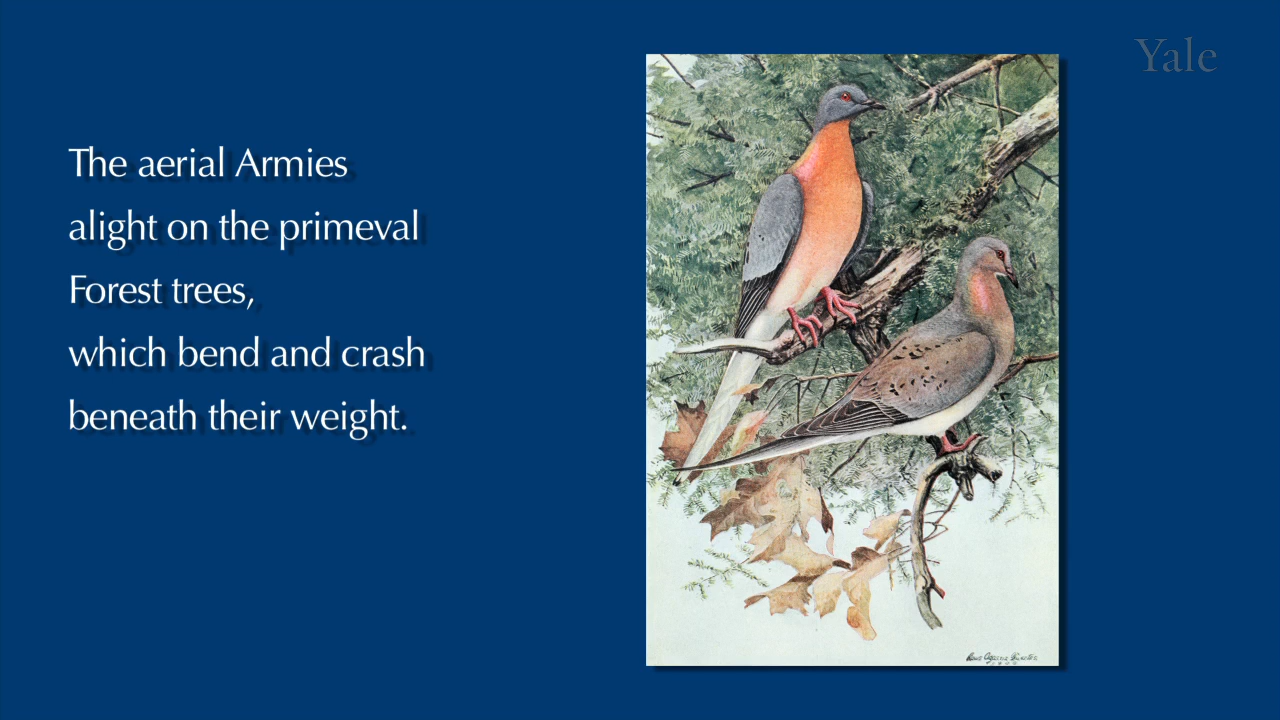 The aerial Armies
alight on the primeval
Forest trees,
which bend and crash
beneath their weight.
Yale